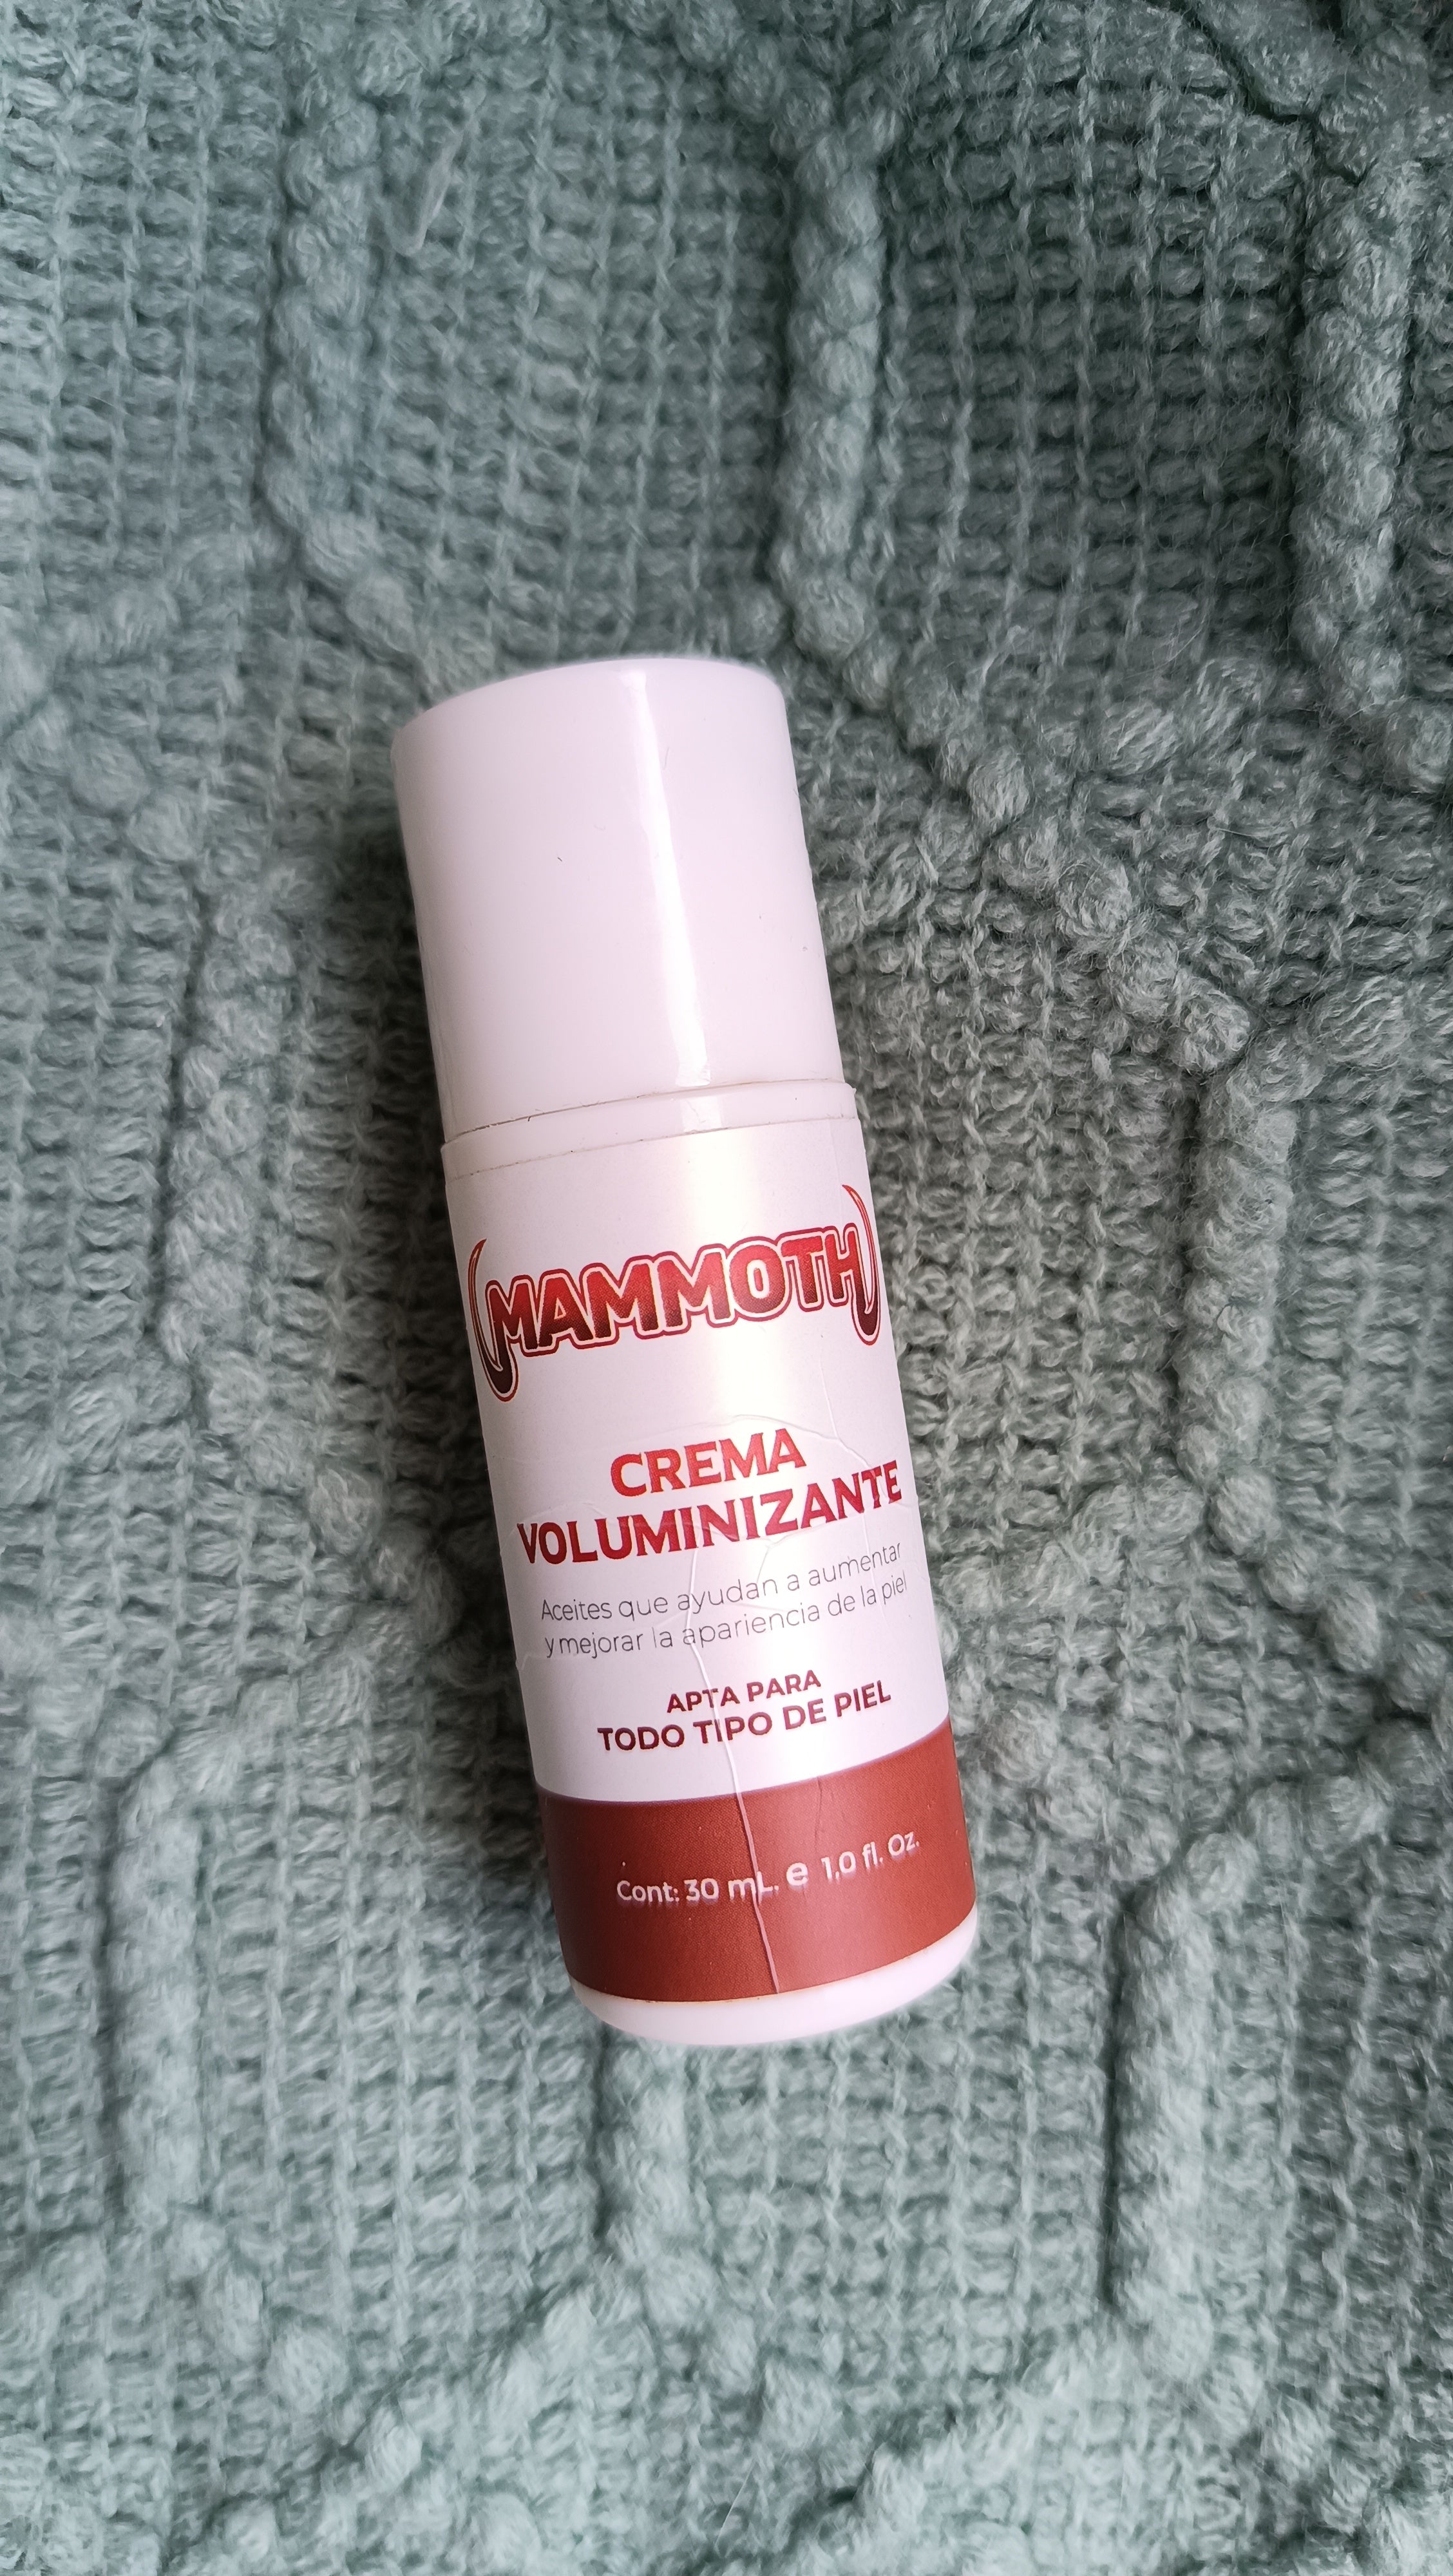 MAMMOTH
CREMA
VOLUMINIZANTE
Aceites que ayudan a aumentar
y mejorar la apariencia de la piel
APTA PARA
TODO TIPO DE PIEL
Cont: 30 mL. e 1,0 fl. Oz.